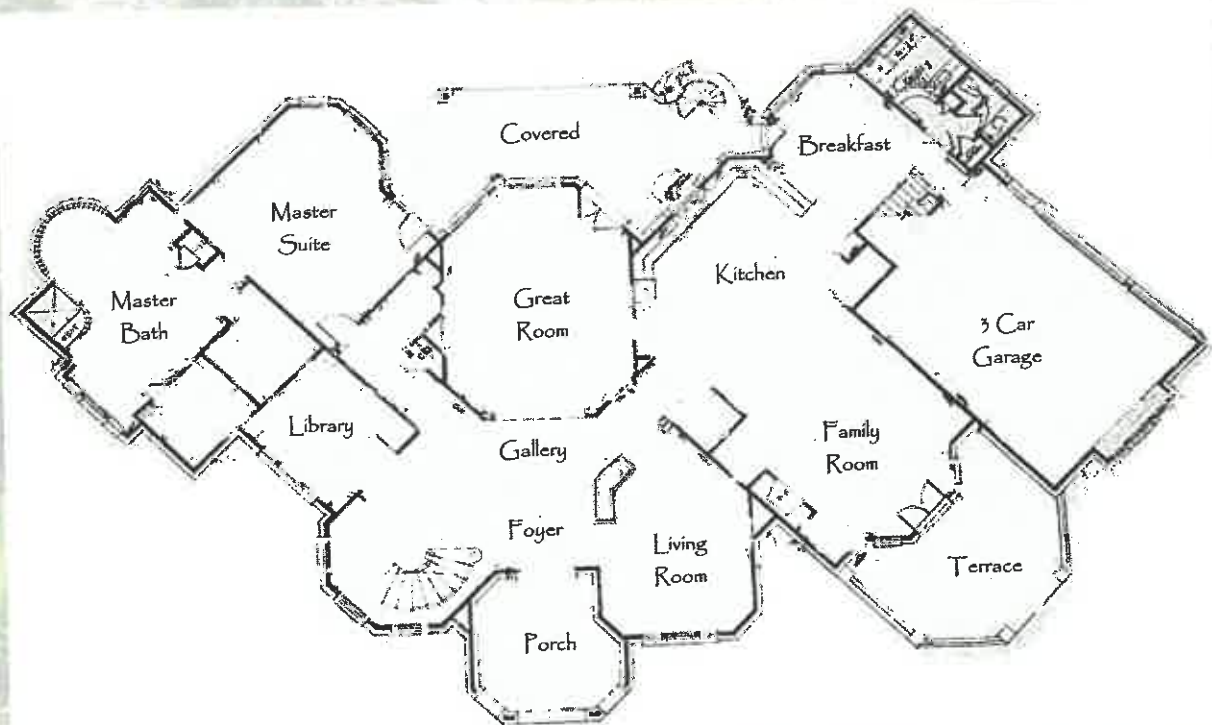 Covered
Breakfast
Master
Suite
Kitchen
Master
Bath
Great
Room
3 Car
Garage
Library
Gallery
Family
Room
Foyer
Living
Room
Terrace
Porch